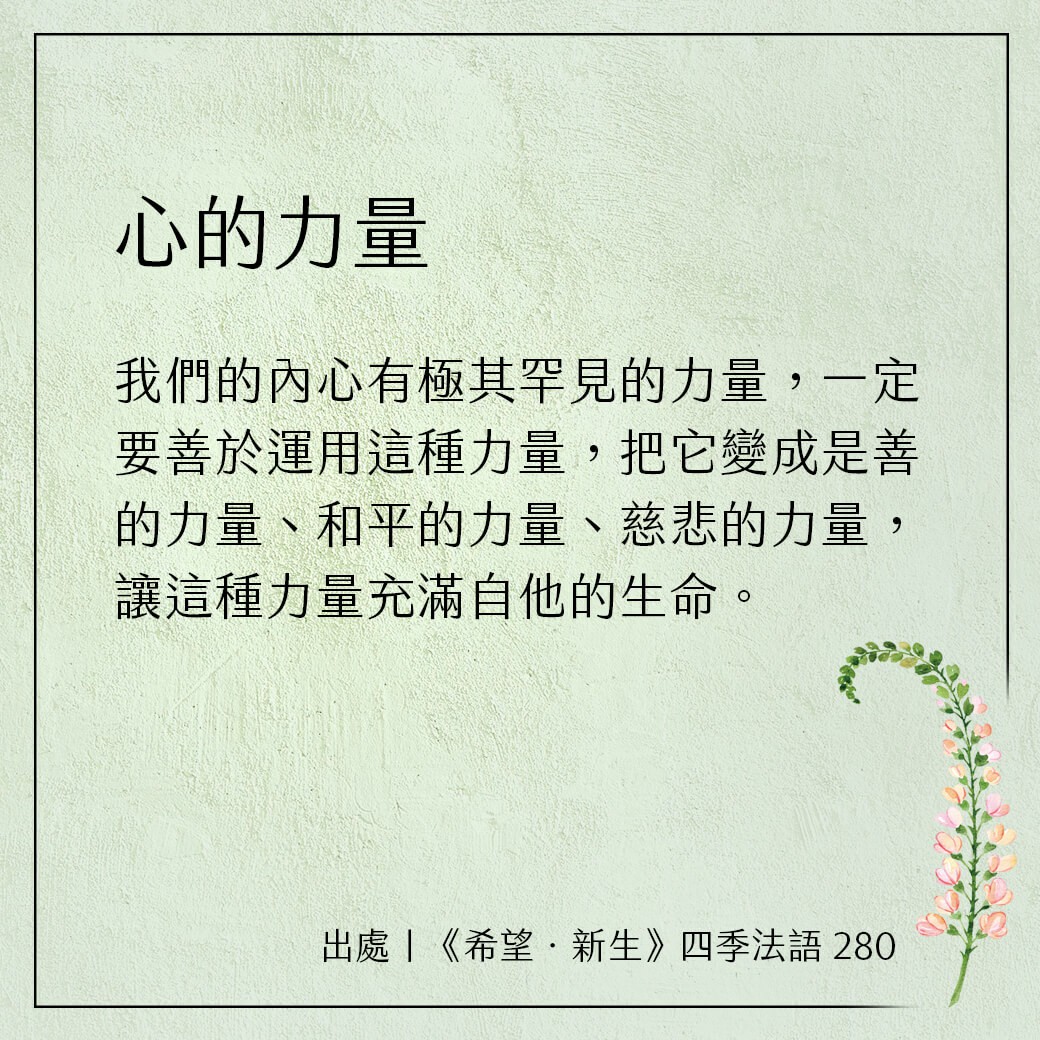 心的力量
我們的內心有極其罕見的力量，一定
要善於運用這種力量，把它變成是善
的力量、和平的力量、慈悲的力量，
讓這種力量充滿自他的生命。
出處｜《希望．新生》四季法語 280